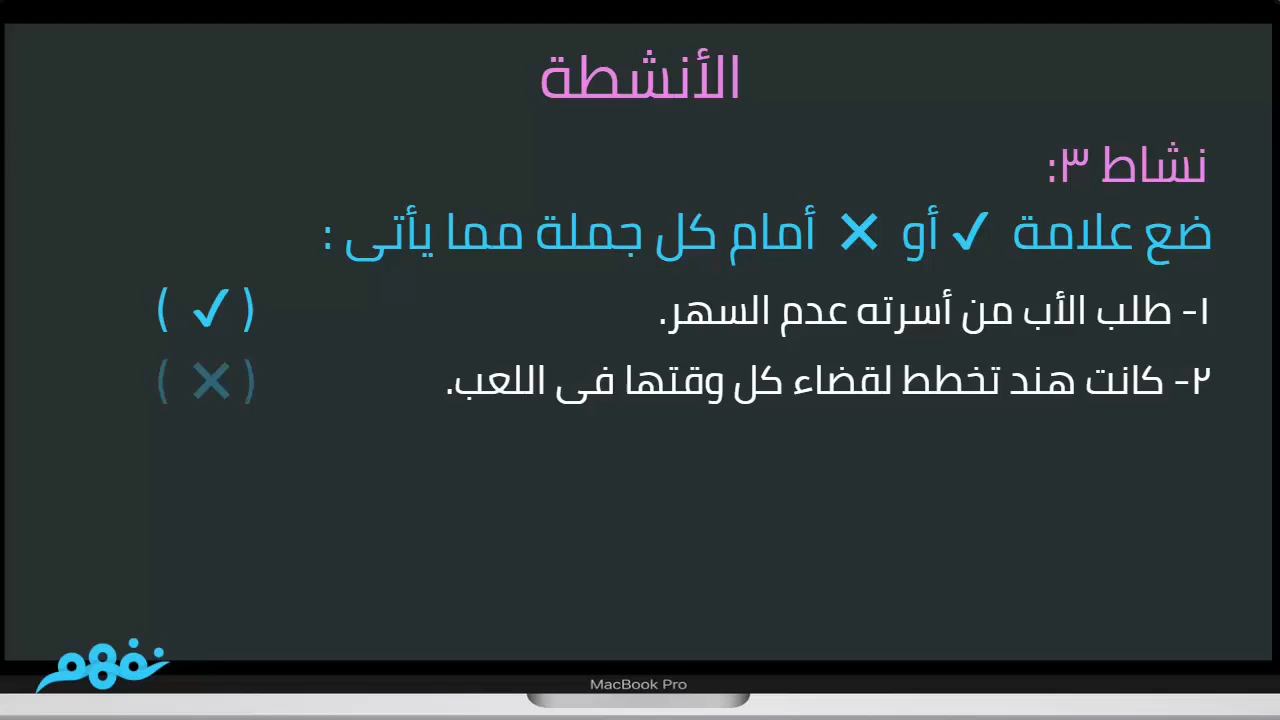 الأنشطة
نشاط ٣:
ضع علامة ✓ أو ✕ أمام كل جملة مما يأتى :
١- طلب الأب من أسرته عدم السهر. ( ✓ )
٢- كانت هند تخطط لقضاء كل وقتها فى اللعب. ( ✕ )
نفهم
MacBook Pro